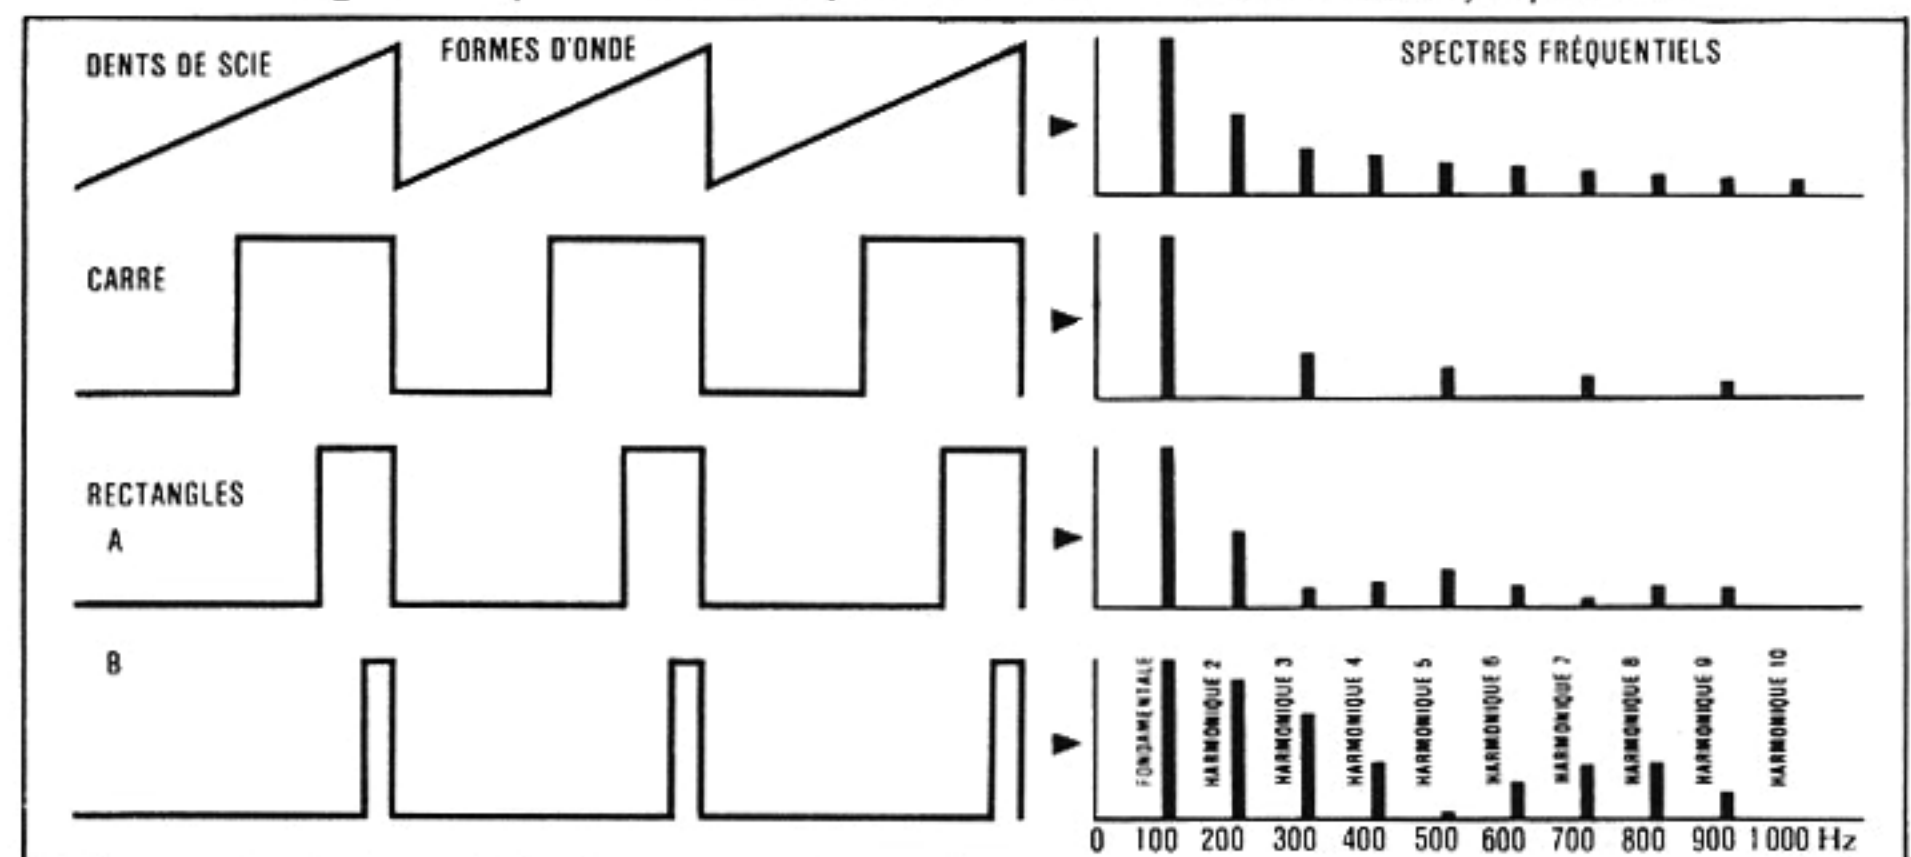 DENTS DE SCIE
FORMES D'ONDE
SPECTRES FRÉQUENTIELS
CARRÉ
RECTANGLES
A
B
FONDAMENTALE
HARMONIQUE 2
HARMONIQUE 3
HARMONIQUE 4
HARMONIQUE 5
HARMONIQUE 6
HARMONIQUE 7
HARMONIQUE 8
HARMONIQUE 9
HARMONIQUE 10
0 100 200 300 400 500 600 700 800 900 1000 Hz